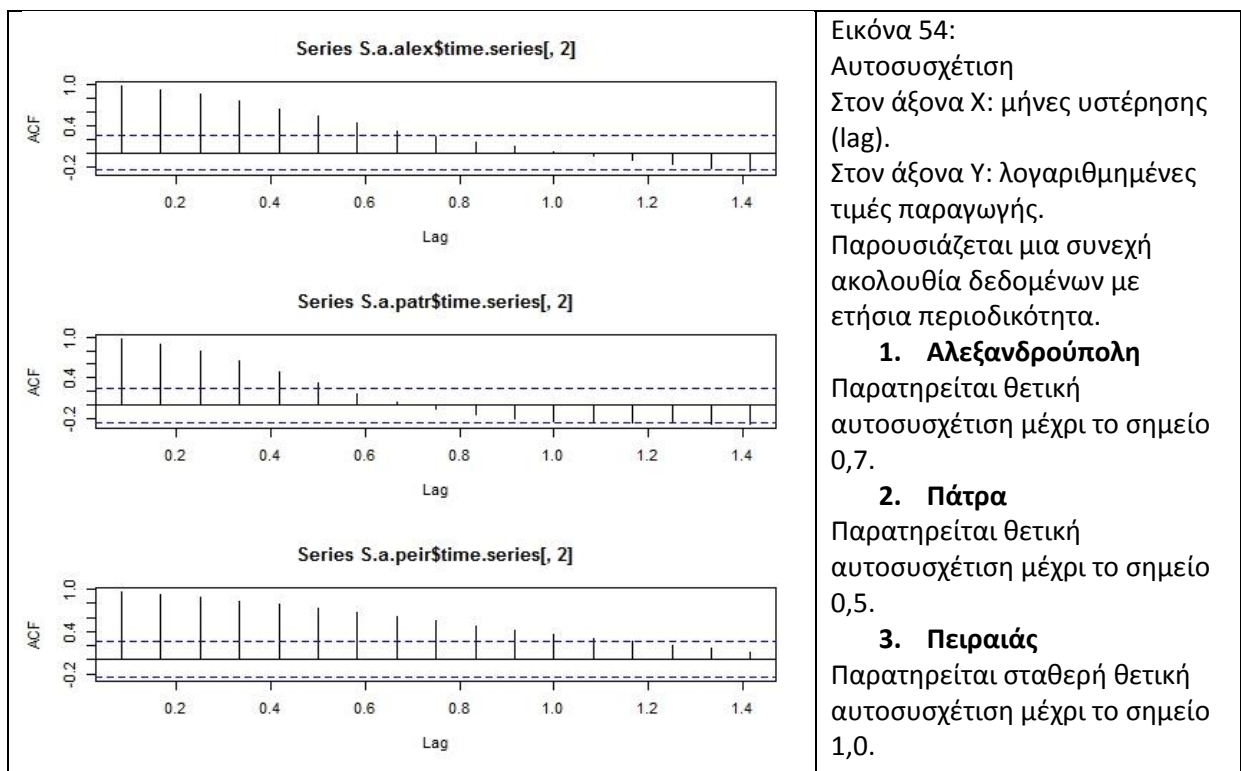 Series S.a.alex$time.series[, 2]
ACF
-0.2 0.4 1.0
0.2 0.4 0.6 0.8 1.0 1.2 1.4
Lag
Series S.a.patr$time.series[, 2]
ACF
-0.2 0.4 1.0
0.2 0.4 0.6 0.8 1.0 1.2 1.4
Lag
Series S.a.peir$time.series[, 2]
ACF
-0.2 0.4 1.0
0.2 0.4 0.6 0.8 1.0 1.2 1.4
Lag
Εικόνα 54:
Αυτοσυσχέτιση
Στον άξονα Χ: μήνες υστέρησης
(lag).
Στον άξονα Υ: λογαριθμημένες
τιμές παραγωγής.
Παρουσιάζεται μια συνεχή
ακολουθία δεδομένων με
ετήσια περιοδικότητα.
1. Αλεξανδρούπολη
Παρατηρείται θετική
αυτοσυσχέτιση μέχρι το σημείο
0,7.
2. Πάτρα
Παρατηρείται θετική
αυτοσυσχέτιση μέχρι το σημείο
0,5.
3. Πειραιάς
Παρατηρείται σταθερή θετική
αυτοσυσχέτιση μέχρι το σημείο
1,0.